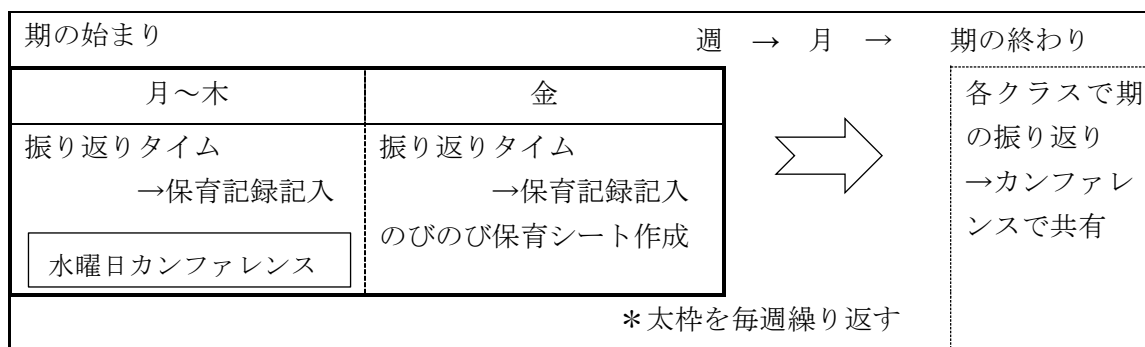 期の始まり
週 → 月 → 期の終わり
月～木
金
振り返りタイム
→保育記録記入
水曜日カンファレンス
振り返りタイム
→保育記録記入
のびのび保育シート作成
各クラスで期
の振り返り
→カンファレ
ンスで共有
＊太枠を毎週繰り返す